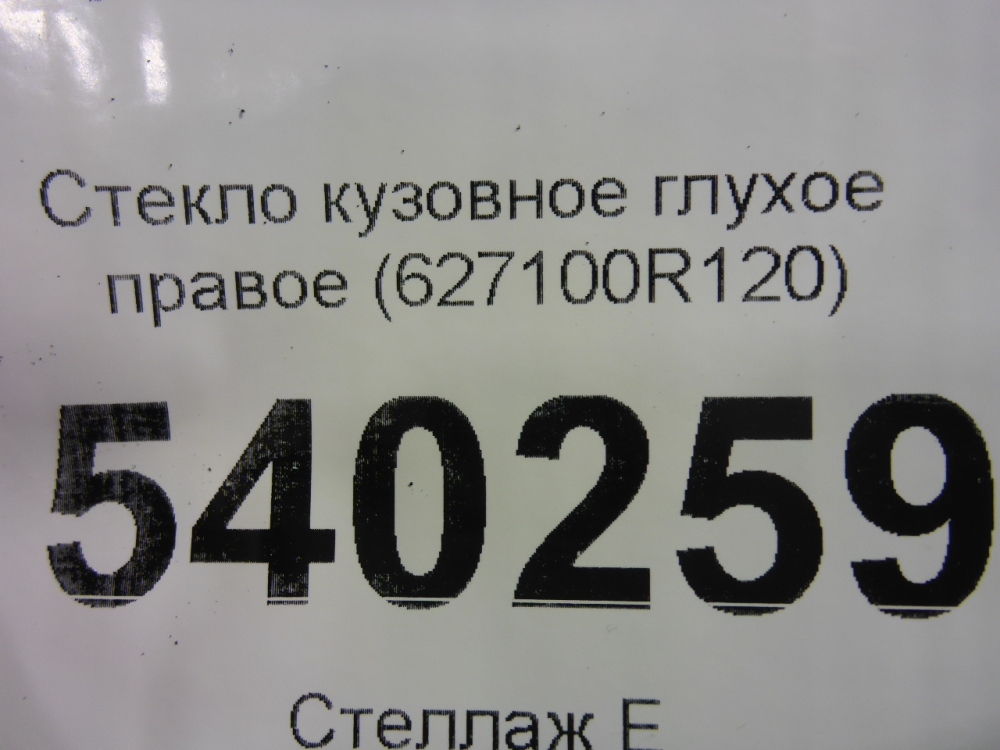 Стекло кузовное глухое
правое (627100R120)
540259
Стеллаж Е